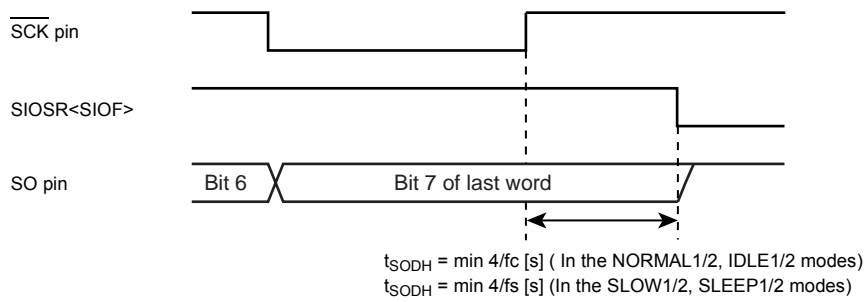 SCK pin
SIOSR<SIOF>
SO pin
Bit 6
Bit 7 of last word
tSODH = min 4/fc [s] ( In the NORMAL1/2, IDLE1/2 modes)
tSODH = min 4/fs [s] (In the SLOW1/2, SLEEP1/2 modes)